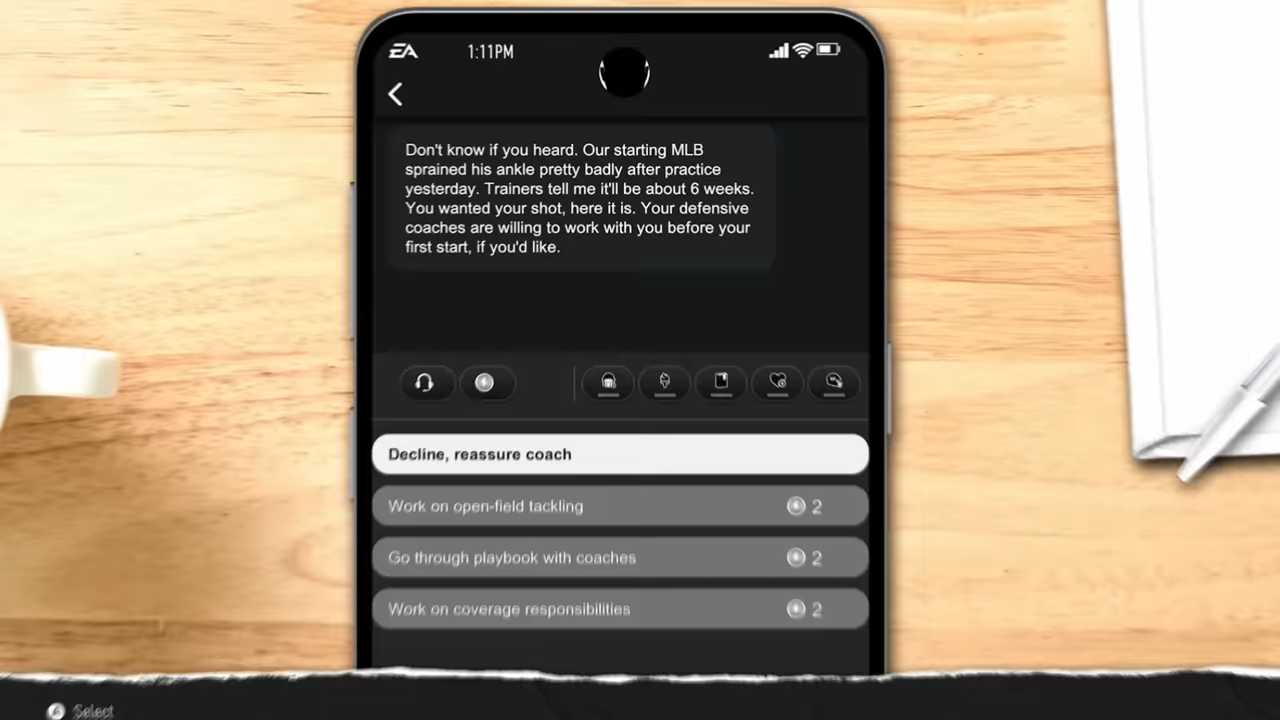 EA
1:11PM
Don't know if you heard. Our starting MLB
sprained his ankle pretty badly after practice
yesterday. Trainers tell me it'll be about 6 weeks.
You wanted your shot, here it is. Your defensive
coaches are willing to work with you before your
first start, if you'd like.
Decline, reassure coach
Work on open-field tackling 2
Go through playbook with coaches 2
Work on coverage responsibilities 2
A Select